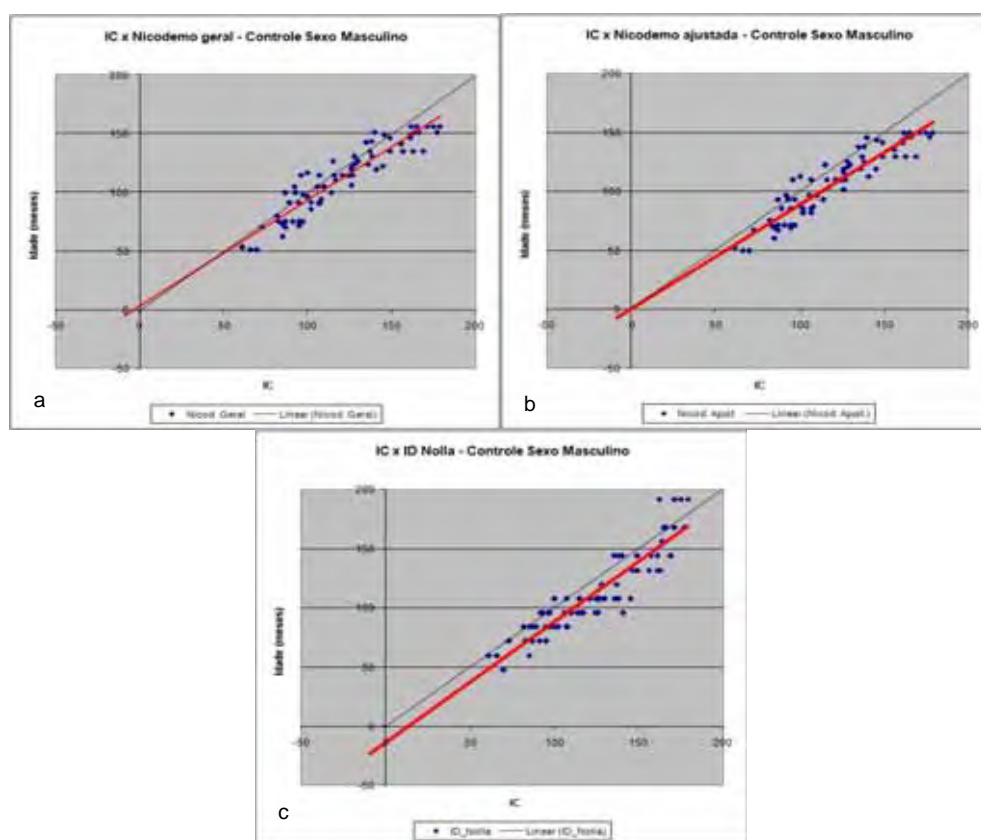 IC x Nicodemo geral - Controle Sexo Masculino
Idade (meses)
200
150
100
50
0
-50
-50 0 50 100 150 200
IC
Nicod Geral Linear (Nicod Geral)
a
IC x Nicodemo ajustada - Controle Sexo Masculino
Idade (meses)
200
150
100
50
0
-50
-50 0 50 100 150 200
IC
Nicod Ajust Linear (Nicod Ajust.)
b
IC x ID Nolla - Controle Sexo Masculino
Idade (meses)
200
150
100
50
0
-50
-50 0 50 100 150 200
IC
ID_Nolla Linear (ID_Nolla)
c